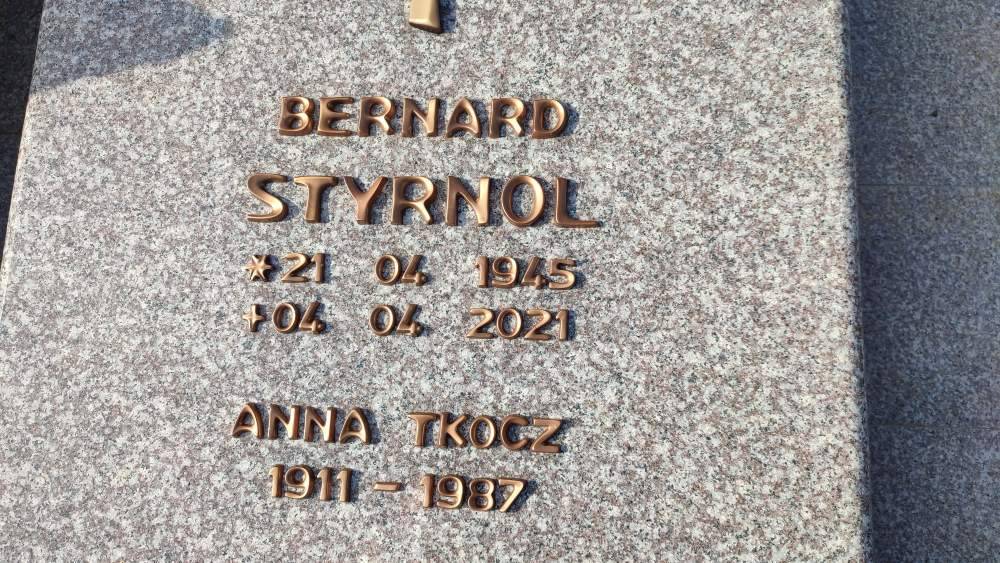 BERNARD
STYRNOL
*21 04 1945
+04 04 2021
ANNA TKOCZ
1911 - 1987